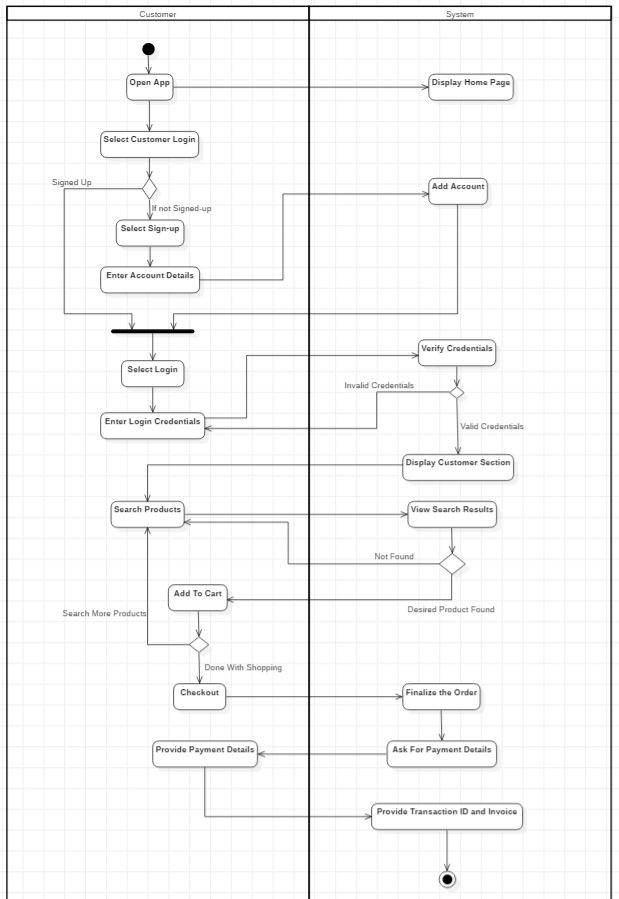 Customer
System
Open App
Display Home Page
Select Customer Login
Signed Up
If not Signed-up
Add Account
Select Sign-up
Enter Account Details
Verify Credentials
Select Login
Invalid Credentials
Enter Login Credentials
Valid Credentials
Display Customer Section
Search Products
View Search Results
Not Found
Add To Cart
Desired Product Found
Search More Products
Done With Shopping
Checkout
Finalize the Order
Provide Payment Details
Ask For Payment Details
Provide Transaction ID and Invoice